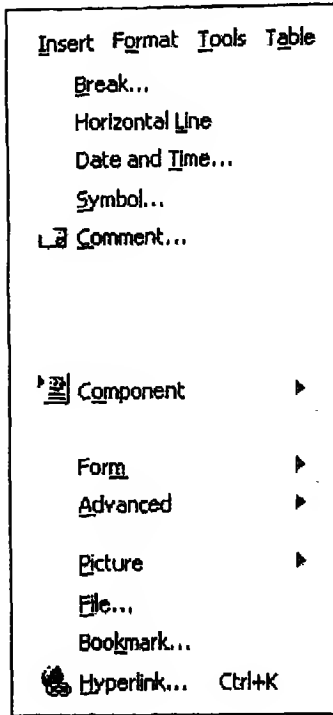 Insert Format Tools Table
Break...
Horizontal Line
Date and Time...
Symbol...
Comment...
Component
Form
Advanced
Picture
File...
Bookmark...
Hyperlink... Ctrl+K